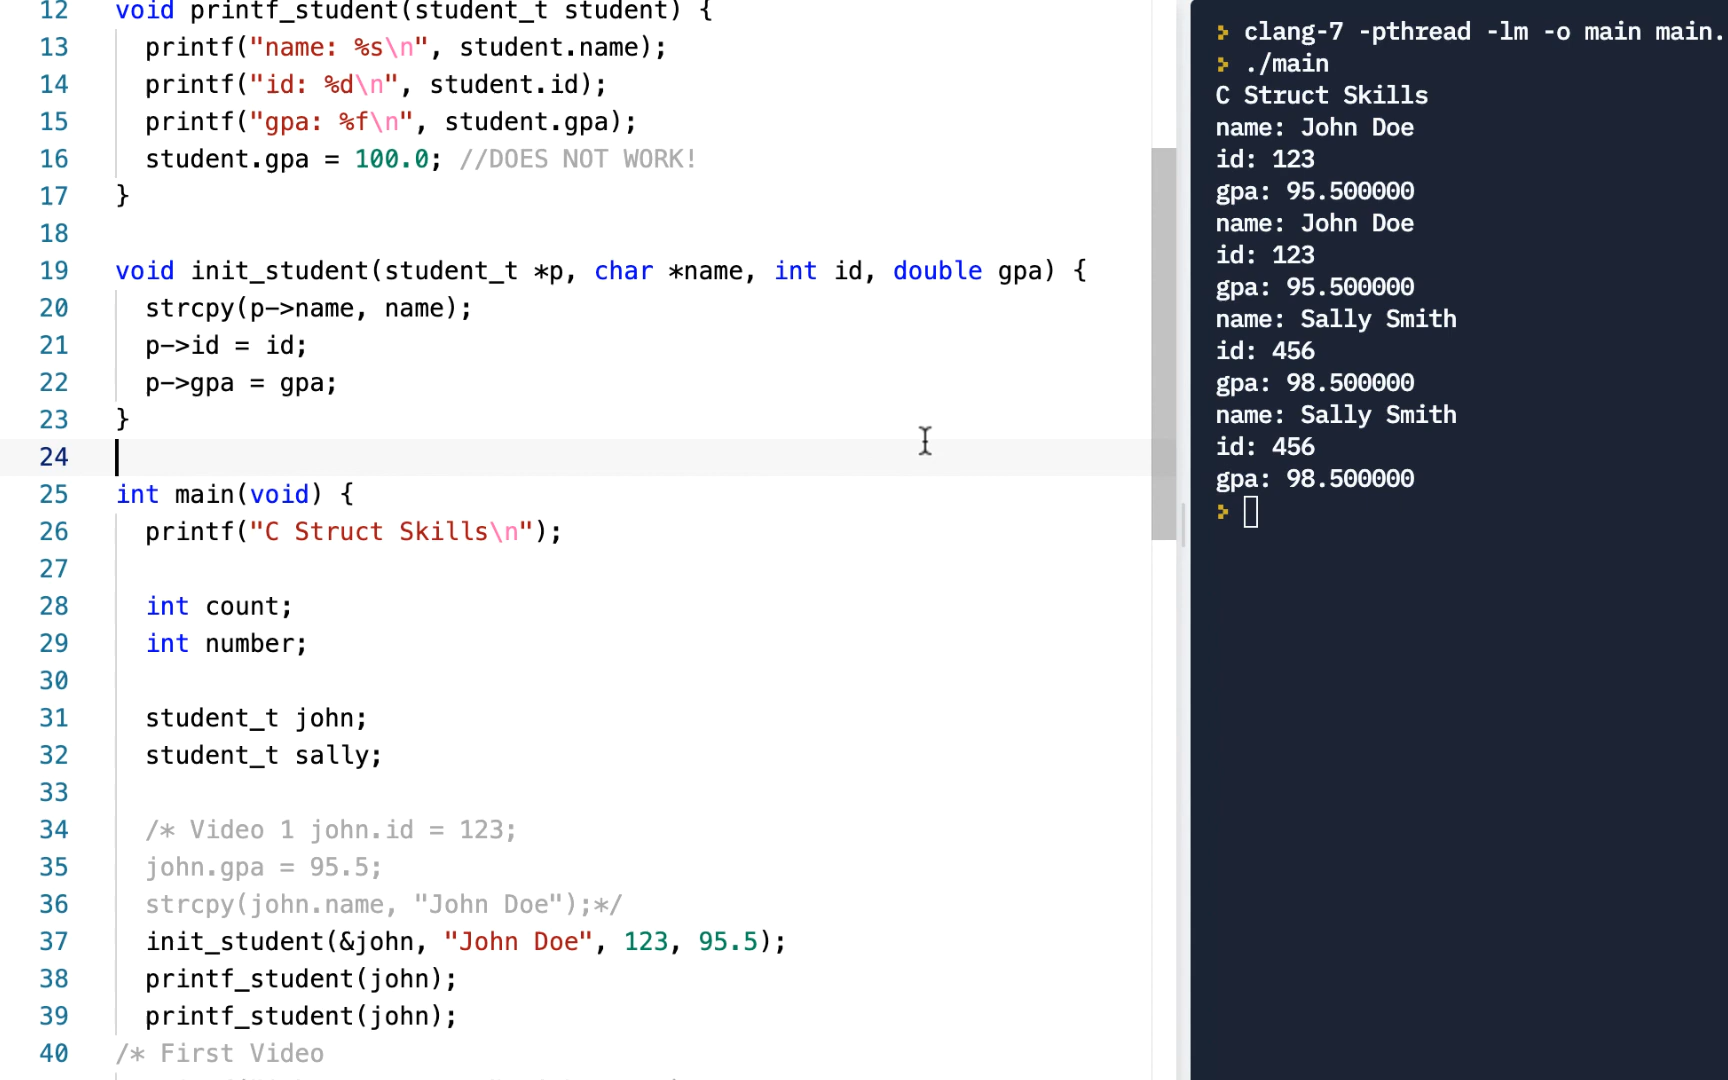 12 void printf_student(student_t student) {
13 printf("name: %s\n", student.name);
14 printf("id: %d\n", student.id);
15 printf("gpa: %f\n", student.gpa);
16 student.gpa = 100.0; //DOES NOT WORK!
17 }
18
19 void init_student(student_t *p, char *name, int id, double gpa) {
20 strcpy(p->name, name);
21 p->id = id;
22 p->gpa = gpa;
23 }
24
25 int main(void) {
26 printf("C Struct Skills\n");
27
28 int count;
29 int number;
30
31 student_t john;
32 student_t sally;
33
34 /* Video 1 john.id = 123;
35 john.gpa = 95.5;
36 strcpy(john.name, "John Doe");*/
37 init_student(&john, "John Doe", 123, 95.5);
38 printf_student(john);
39 printf_student(john);
40 /* First Video
clang-7 -pthread -lm -o main main.
./main
C Struct Skills
name: John Doe
id: 123
gpa: 95.500000
name: John Doe
id: 123
gpa: 95.500000
name: Sally Smith
id: 456
gpa: 98.500000
name: Sally Smith
id: 456
gpa: 98.500000